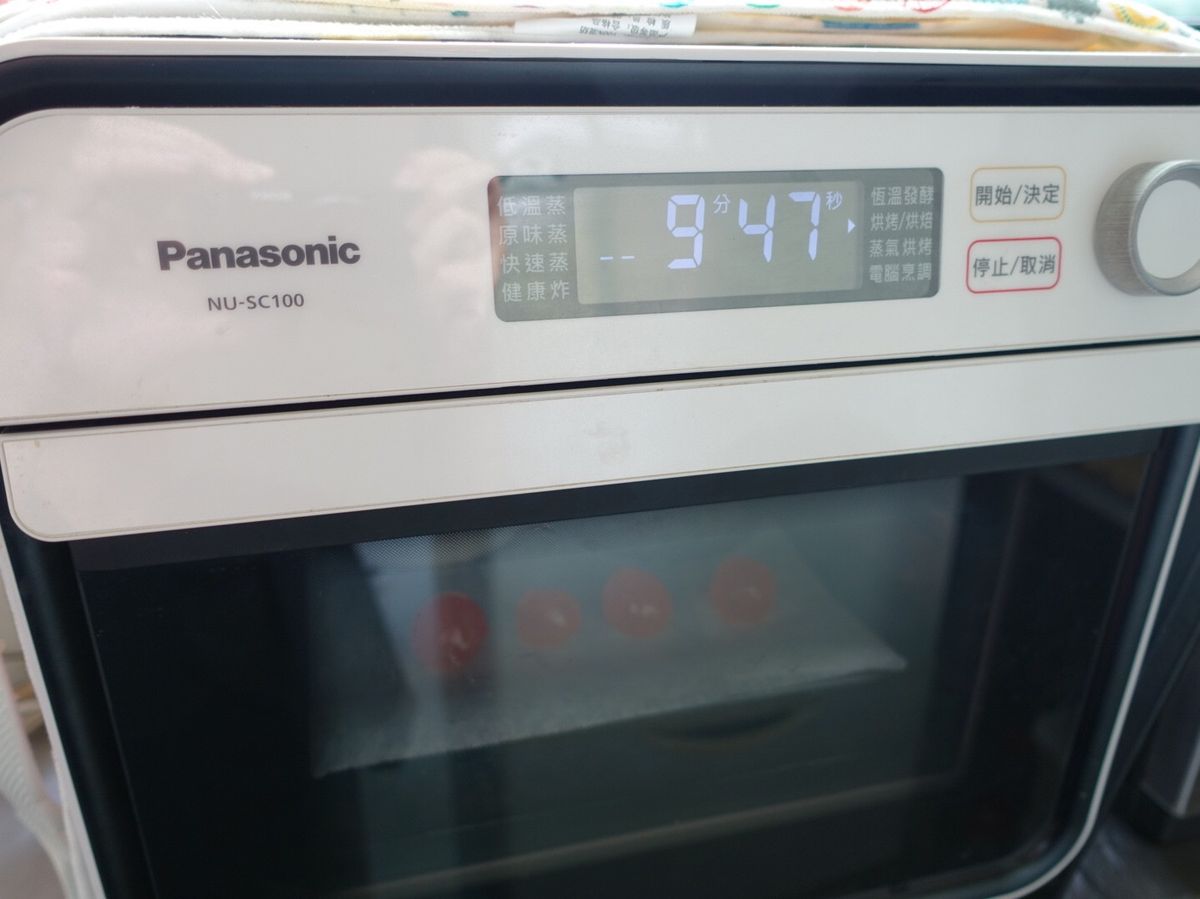 Panasonic
NU-SC100
低溫蒸
原味蒸
快速蒸
健康炸
-- 9分47秒
恆溫發酵
烘烤/烘焙
蒸氣烘烤
電腦烹調
開始/決定
停止/取消